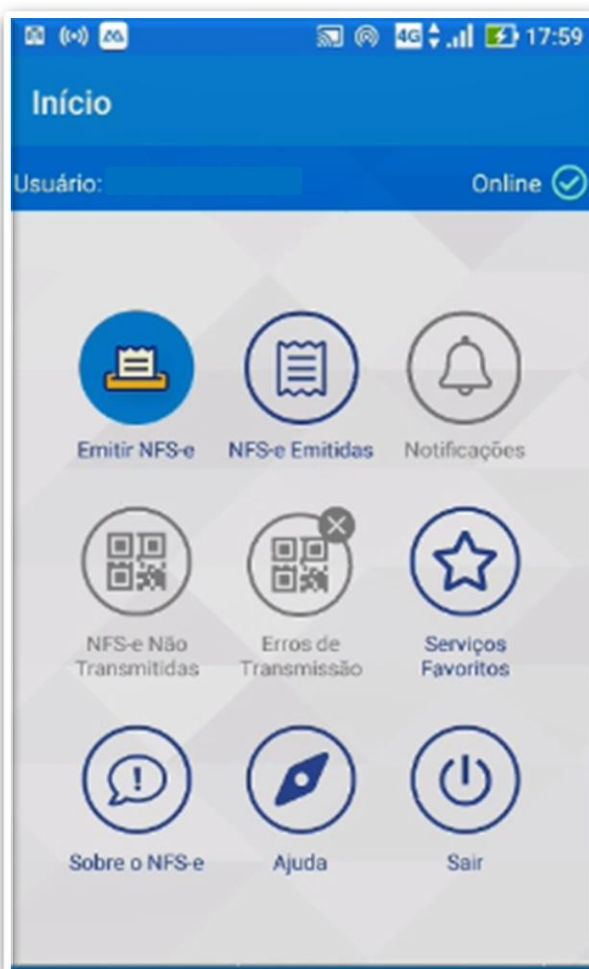 4G 17:59
Início
Usuário: Online
Emitir NFS-e NFS-e Emitidas Notificações
NFS-e Não Erros de Serviços
Transmitidas Transmissão Favoritos
Sobre o NFS-e Ajuda Sair